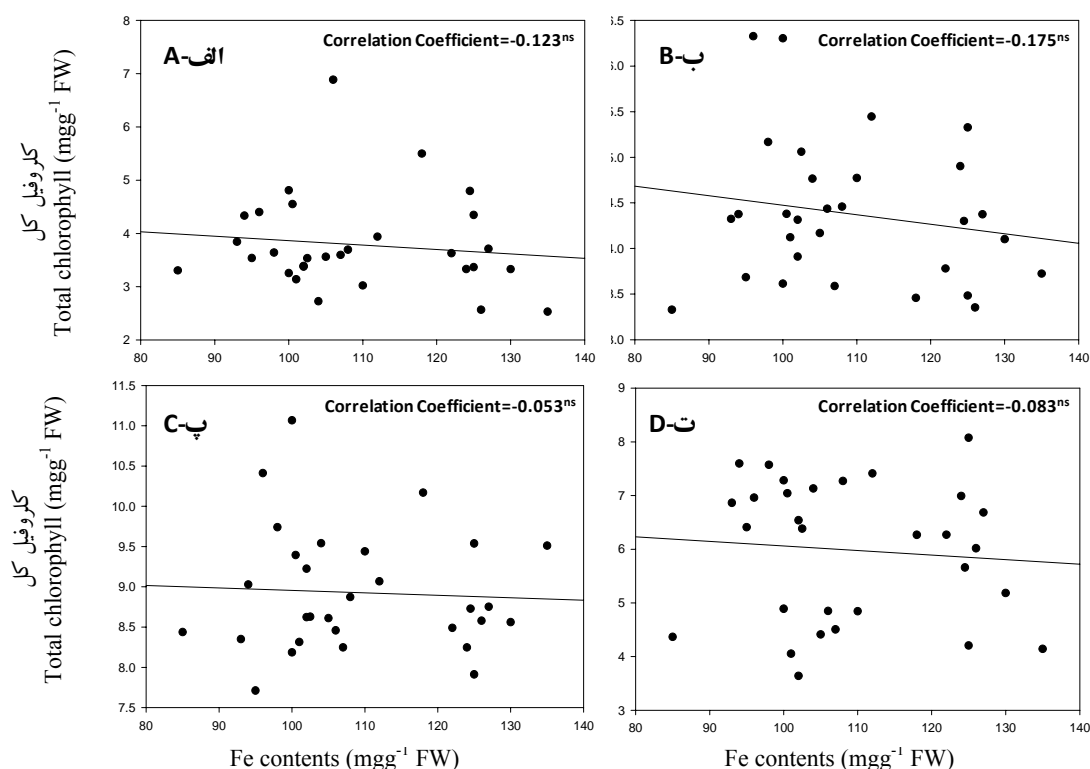 A-الف
Correlation Coefficient=-0.123ns
8
7
6
5
4
3
2
80 90 100 110 120 130 140
کلروفیل کل
Total chlorophyll (mgg-1 FW)
B-ب
Correlation Coefficient=-0.175ns
5.5
80 90 100 110 120 130 140
C-پ
Correlation Coefficient=-0.053ns
11.5
11.0
10.5
10.0
9.5
9.0
8.5
8.0
7.5
80 90 100 110 120 130 140
کلروفیل کل
Total chlorophyll (mgg-1 FW)
Fe contents (mgg-1 FW)
D-ت
Correlation Coefficient=-0.083ns
9
8
7
6
5
4
3
80 90 100 110 120 130 140
Fe contents (mgg-1 FW)